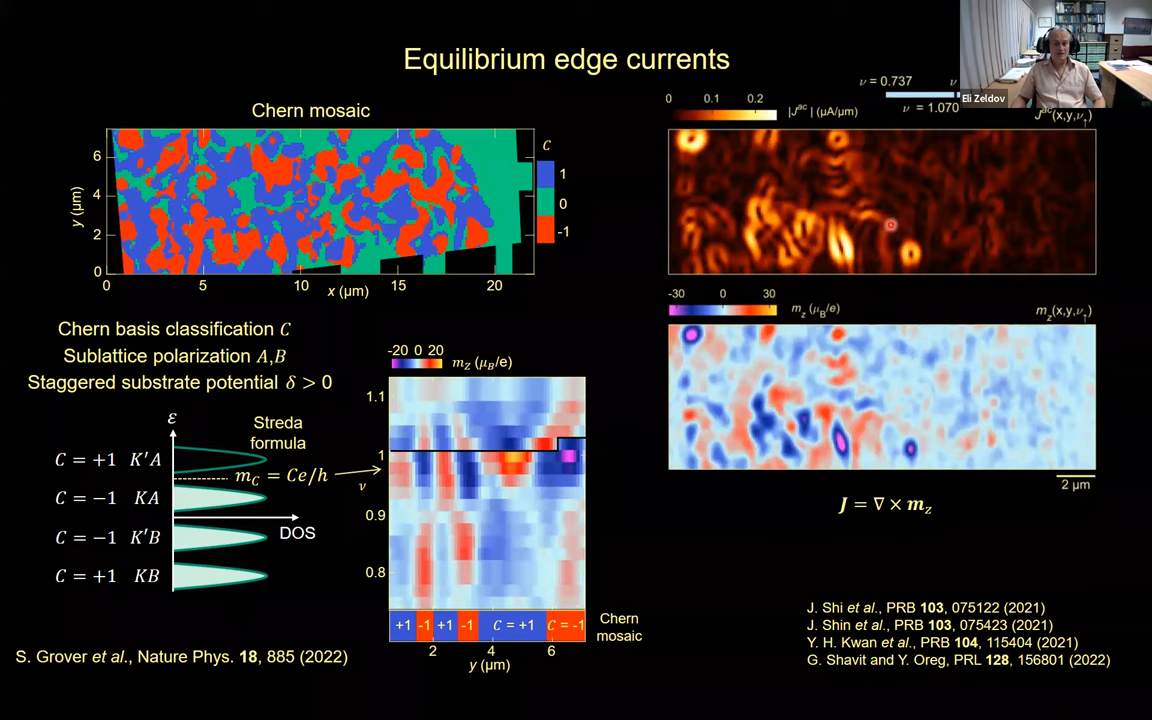 Equilibrium edge currents
Eli Zeldov
Chern mosaic
C
1
0
-1
6
4
2
0
y (μm)
0
5
10
15
20
x (μm)
ν = 0.737
ν
ν = 1.070
0
0.1
0.2
|J^ac| (μA/μm)
J^ac(x,y,ν↑)
-30
0
30
m_z (μ_B/e)
m_z(x,y,ν↑)
2 μm
J = ∇ × m_z
Chern basis classification C
Sublattice polarization A,B
Staggered substrate potential δ > 0
ε
Streda
formula
C = +1 K′A
m_C = Ce/h
C = −1 KA
DOS
C = −1 K′B
C = +1 KB
-20 0 20
m_Z (μ_B/e)
1.1
1
ν
0.9
0.8
+1 -1 +1 -1 C = +1 C = -1
Chern
mosaic
2
4
6
y (μm)
S. Grover et al., Nature Phys. 18, 885 (2022)
J. Shi et al., PRB 103, 075122 (2021)
J. Shin et al., PRB 103, 075423 (2021)
Y. H. Kwan et al., PRB 104, 115404 (2021)
G. Shavit and Y. Oreg, PRL 128, 156801 (2022)